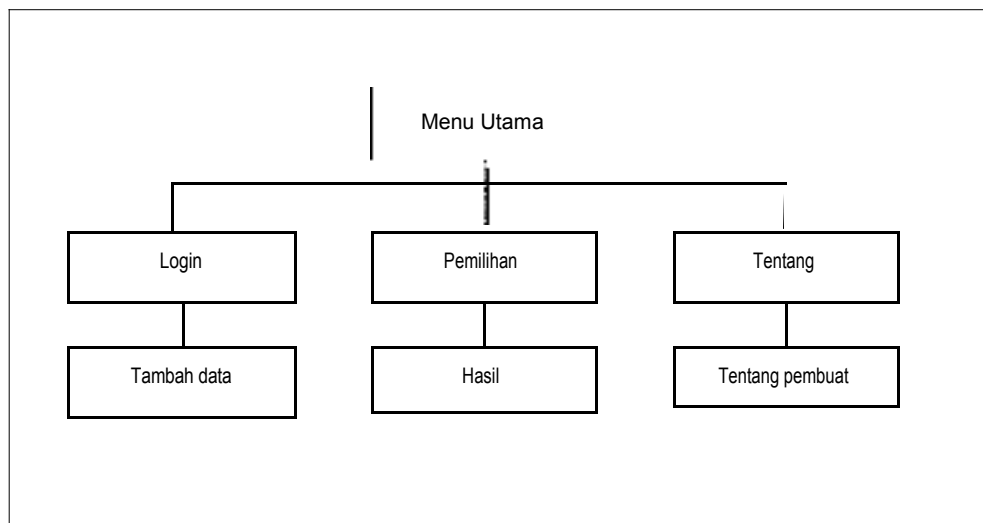 Menu Utama
Login
Pemilihan
Tentang
Tambah data
Hasil
Tentang pembuat